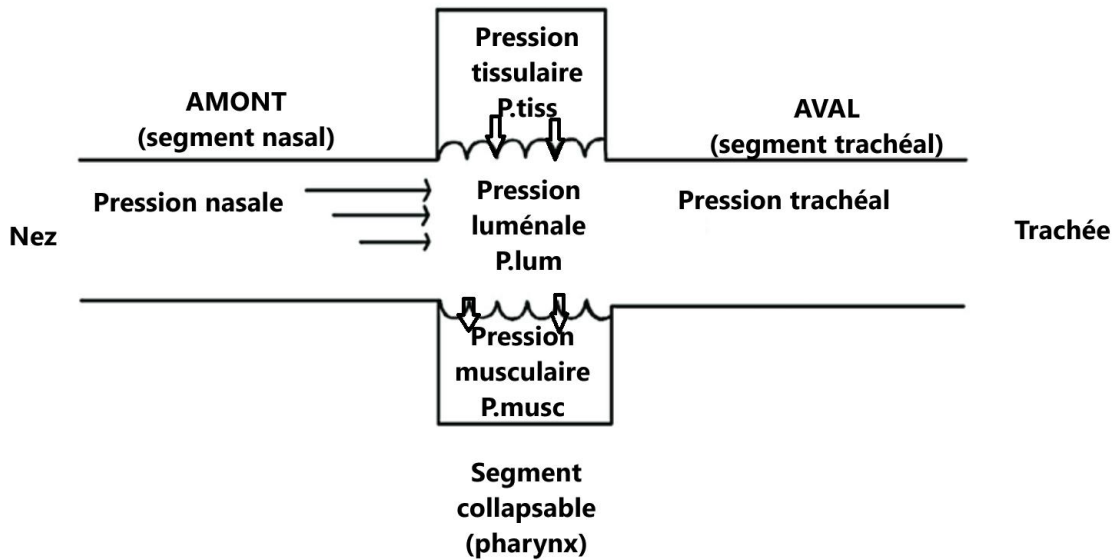 Pression
tissulaire
P.tiss
AMONT
(segment nasal)
AVAL
(segment trachéal)
Pression nasale
Pression
luménale
P.lum
Pression trachéal
Nez
Trachée
Pression
musculaire
P.musc
Segment
collapsable
(pharynx)